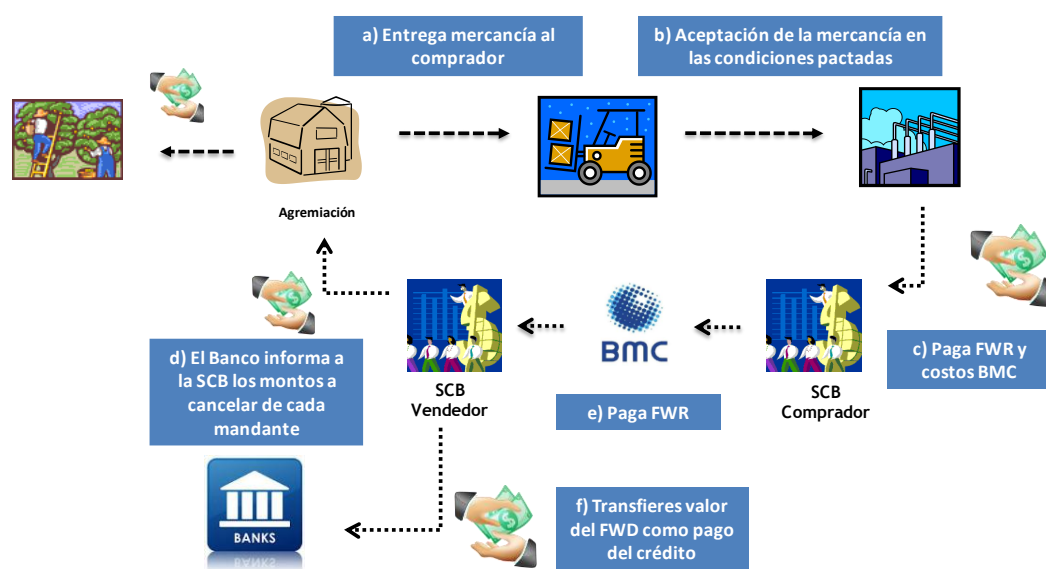 a) Entrega mercancía al
comprador
b) Aceptación de la mercancía en
las condiciones pactadas
Agremiación
d) El Banco informa a
la SCB los montos a
cancelar de cada
mandante
SCB
Vendedor
BMC
e) Paga FWR
SCB
Comprador
c) Paga FWR y
costos BMC
BANKS
f) Transfieres valor
del FWD como pago
del crédito